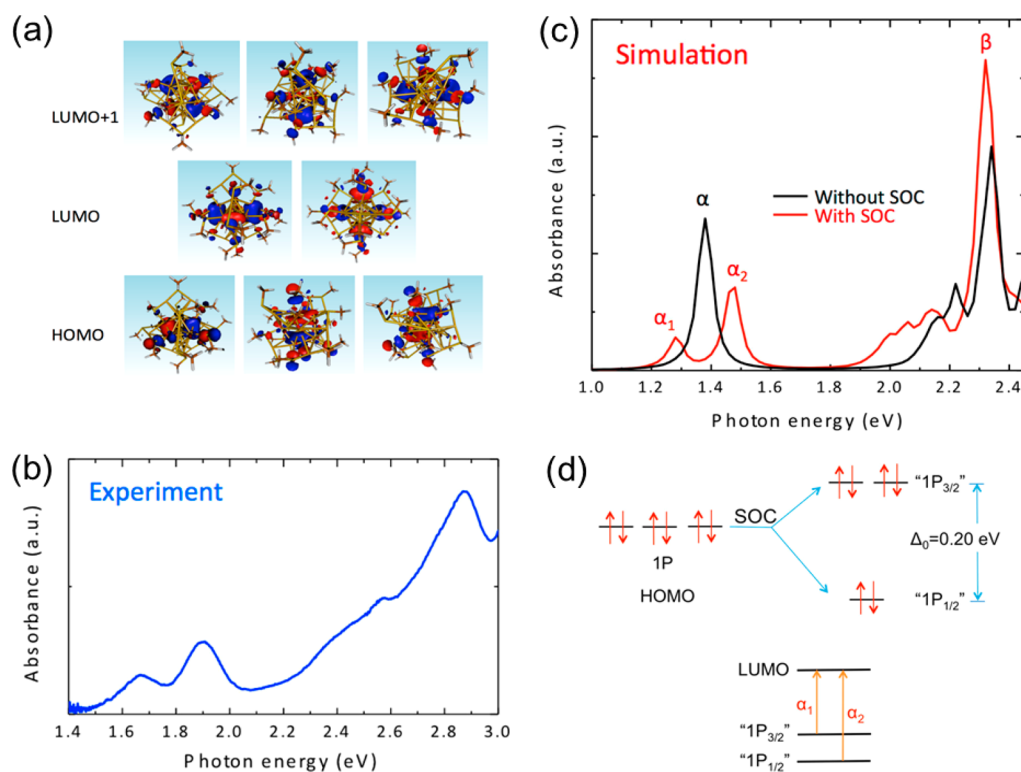 (a)
LUMO+1
LUMO
HOMO
(b)
Experiment
Absorbance (a.u.)
1.4 1.6 1.8 2.0 2.2 2.4 2.6 2.8 3.0
Photon energy (eV)
(c)
Simulation
Absorbance (a.u.)
α
α₁
α₂
β
Without SOC
With SOC
1.0 1.2 1.4 1.6 1.8 2.0 2.2 2.4
Photon energy (eV)
(d)
1P
HOMO
SOC
“1P₃/₂”
Δ₀=0.20 eV
“1P₁/₂”
LUMO
α₁
α₂
“1P₃/₂”
“1P₁/₂”